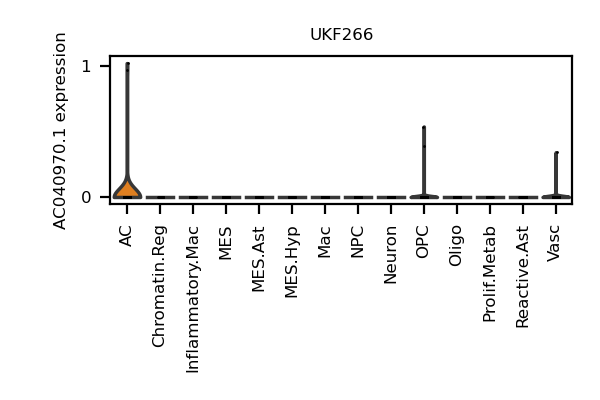 UKF266
AC040970.1 expression
1
0
AC
Chromatin.Reg
Inflammatory.Mac
MES
MES.Ast
MES.Hyp
Mac
NPC
Neuron
OPC
Oligo
Prolif.Metab
Reactive.Ast
Vasc